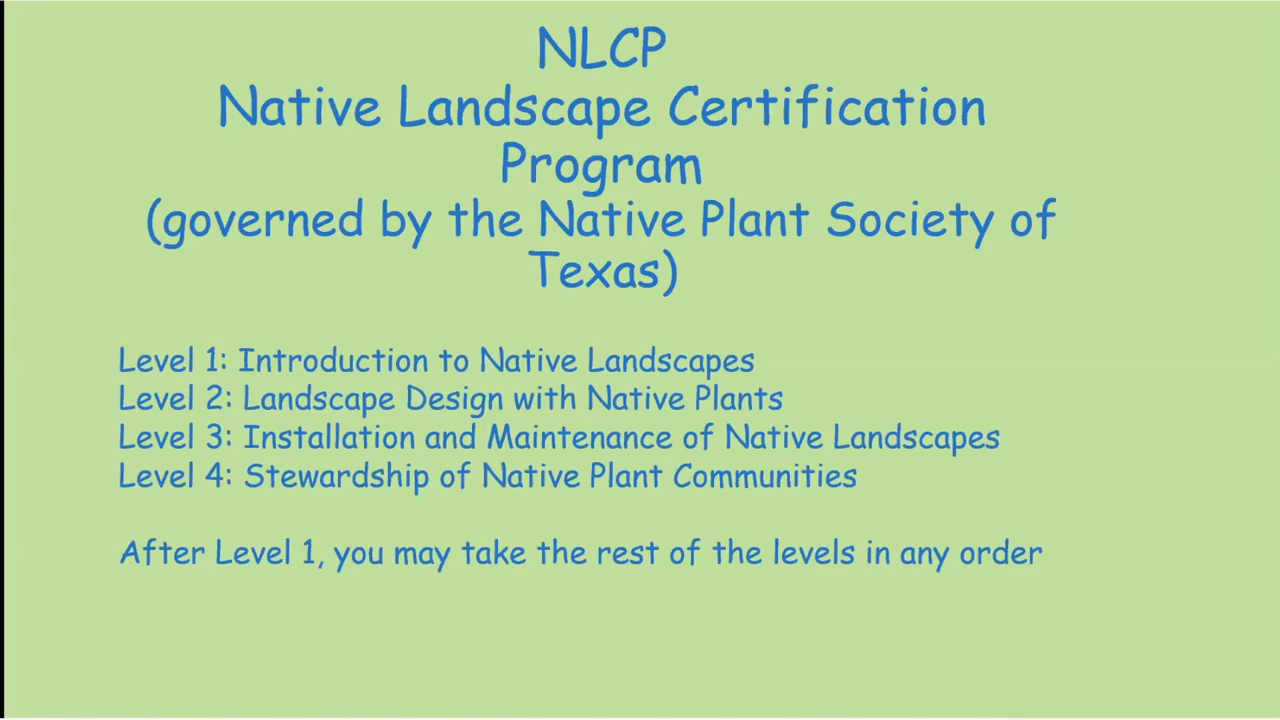 NLCP
Native Landscape Certification
Program
(governed by the Native Plant Society of
Texas)
Level 1: Introduction to Native Landscapes
Level 2: Landscape Design with Native Plants
Level 3: Installation and Maintenance of Native Landscapes
Level 4: Stewardship of Native Plant Communities
After Level 1, you may take the rest of the levels in any order